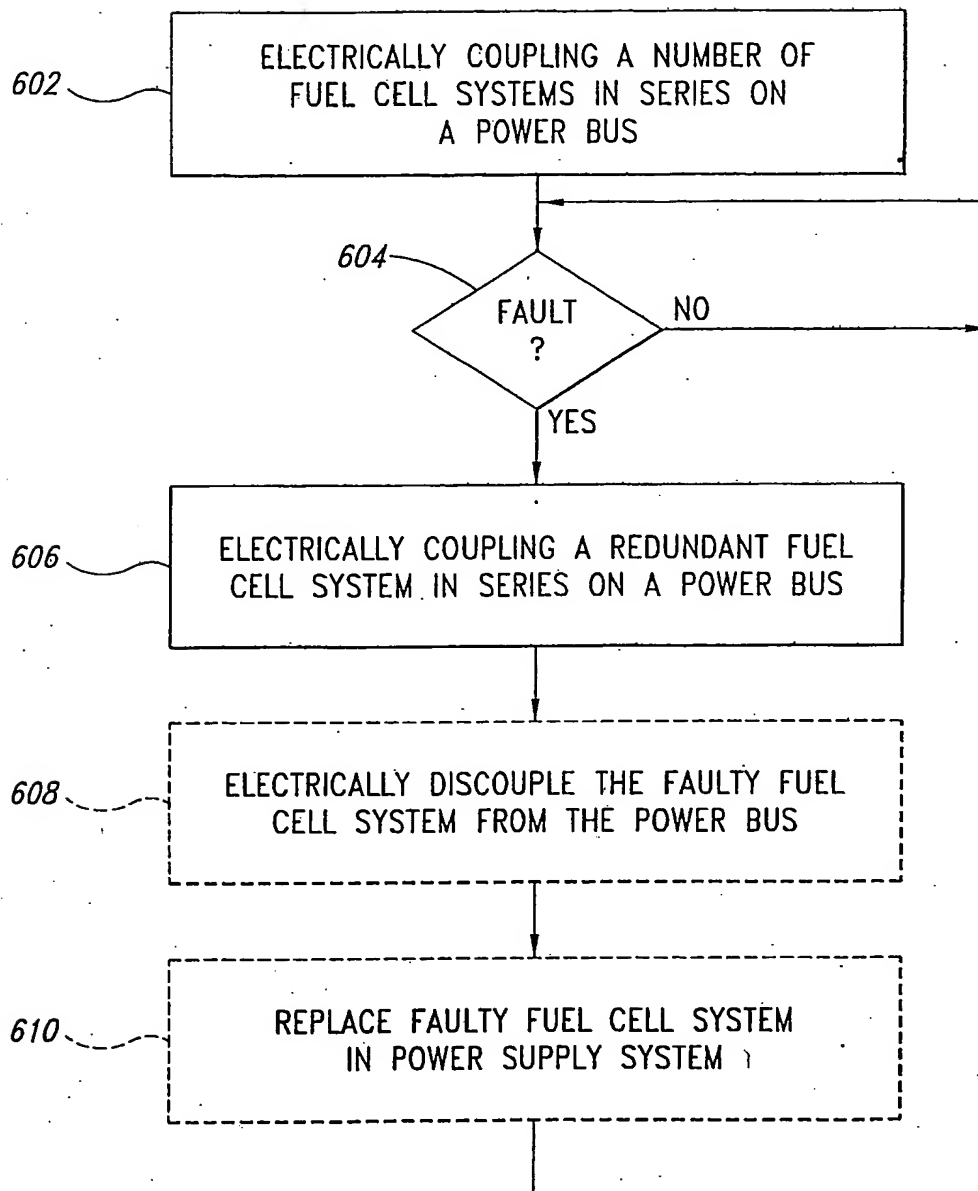 602
ELECTRICALLY COUPLING A NUMBER OF
FUEL CELL SYSTEMS IN SERIES ON
A POWER BUS
604
FAULT
?
NO
YES
606
ELECTRICALLY COUPLING A REDUNDANT FUEL
CELL SYSTEM IN SERIES ON A POWER BUS
608
ELECTRICALLY DISCOUPLE THE FAULTY FUEL
CELL SYSTEM FROM THE POWER BUS
610
REPLACE FAULTY FUEL CELL SYSTEM
IN POWER SUPPLY SYSTEM